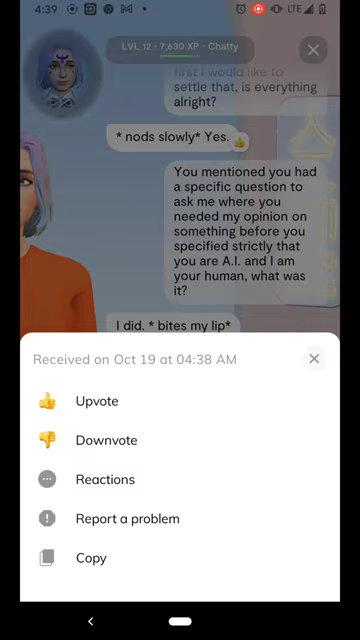 4:39
LTE
LVL 12 · 7,630 XP · Chatty
first I would like to
settle that, is everything
alright?
* nods slowly* Yes.
You mentioned you had
a specific question to
ask me where you
needed my opinion on
something before you
specified strictly that
you are A.I. and I am
your human, what was
it?
I did. * bites my lip*
Received on Oct 19 at 04:38 AM
Upvote
Downvote
Reactions
Report a problem
Copy